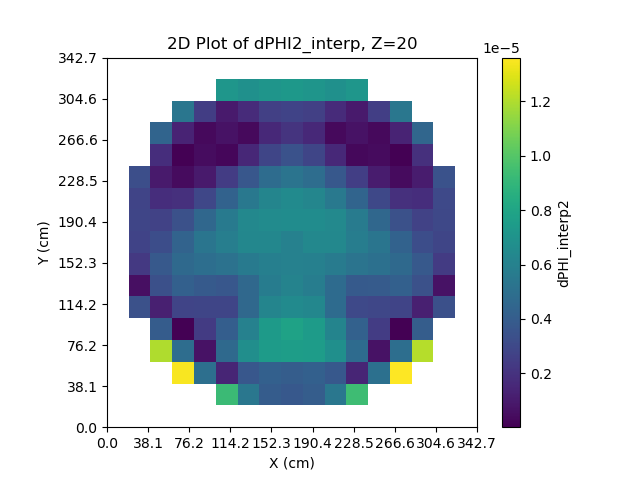 2D Plot of dPHI2_interp, Z=20
1e−5
342.7
304.6
266.6
228.5
190.4
152.3
114.2
76.2
38.1
0.0
Y (cm)
0.0 38.1 76.2 114.2 152.3 190.4 228.5 266.6 304.6 342.7
X (cm)
1.2
1.0
0.8
0.6
0.4
0.2
dPHI_interp2